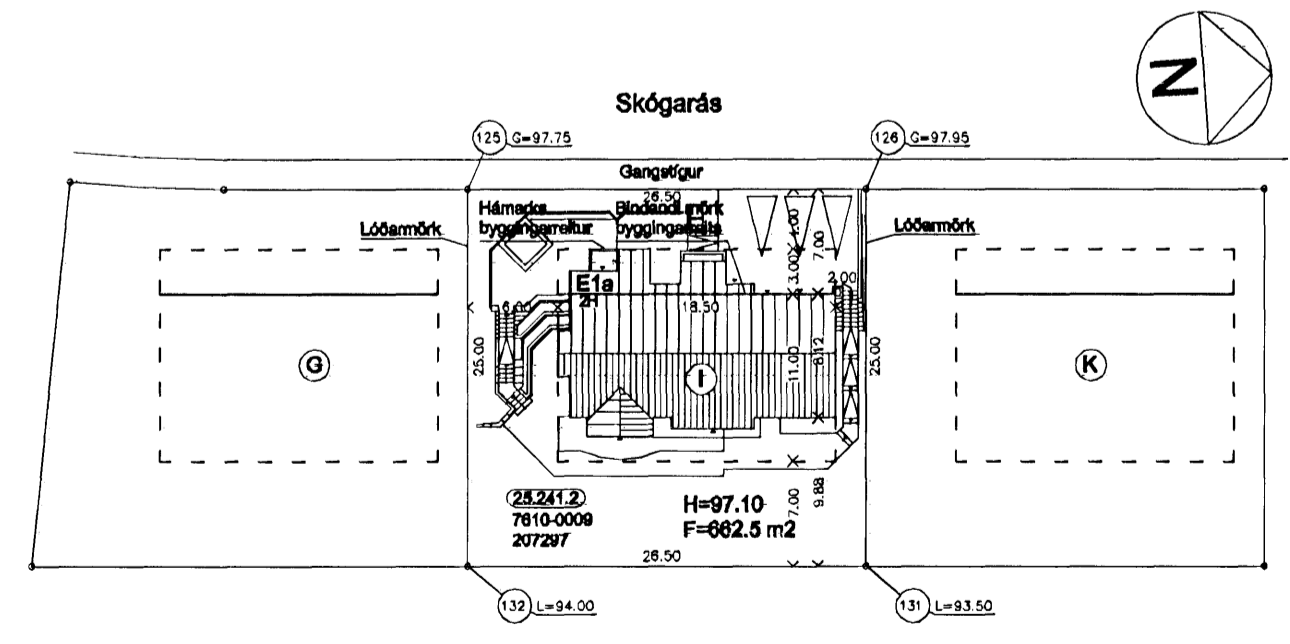 N
Skógarás
125 G=97.75
126 G=97.95
Gangstígur
26.50
Hámarks
byggingarreitur
Bindandi mörk
byggingarreits
Lóðarmörk
Lóðarmörk
4.00
7.00
3.00
2.00
E1a
2H
6.00
18.50
25.00
11.00
8.12
25.00
G
I
K
25.241.2
7610-0009
207297
H=97.10
F=662.5 m2
7.00
9.88
26.50
132 L=94.00
131 L=93.50